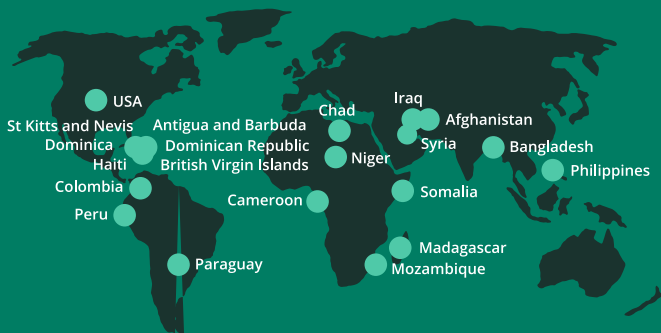 USA
St Kitts and Nevis
Dominica
Haiti
Antigua and Barbuda
Dominican Republic
British Virgin Islands
Colombia
Peru
Paraguay
Chad
Niger
Cameroon
Iraq
Afghanistan
Syria
Somalia
Madagascar
Mozambique
Bangladesh
Philippines